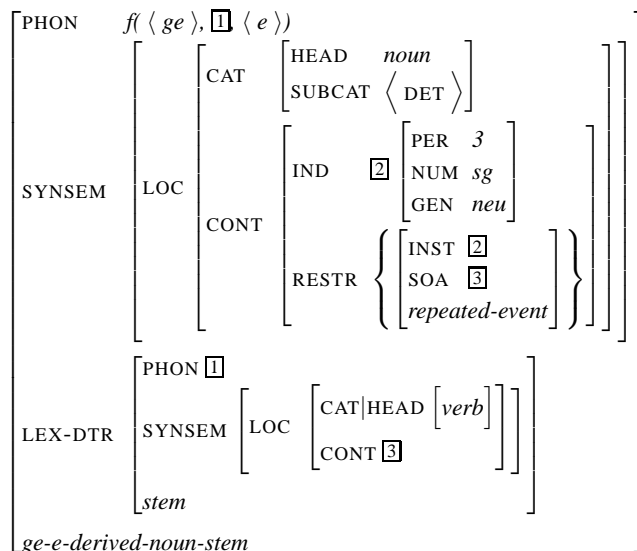 PHON f( ⟨ ge ⟩, 1, ⟨ e ⟩)
SYNSEM LOC CAT HEAD noun
SUBCAT ⟨ DET ⟩
CONT IND 2 PER 3
NUM sg
GEN neu
RESTR { INST 2
SOA 3
repeated-event }
LEX-DTR PHON 1
SYNSEM LOC CAT|HEAD [verb]
CONT 3
stem
ge-e-derived-noun-stem